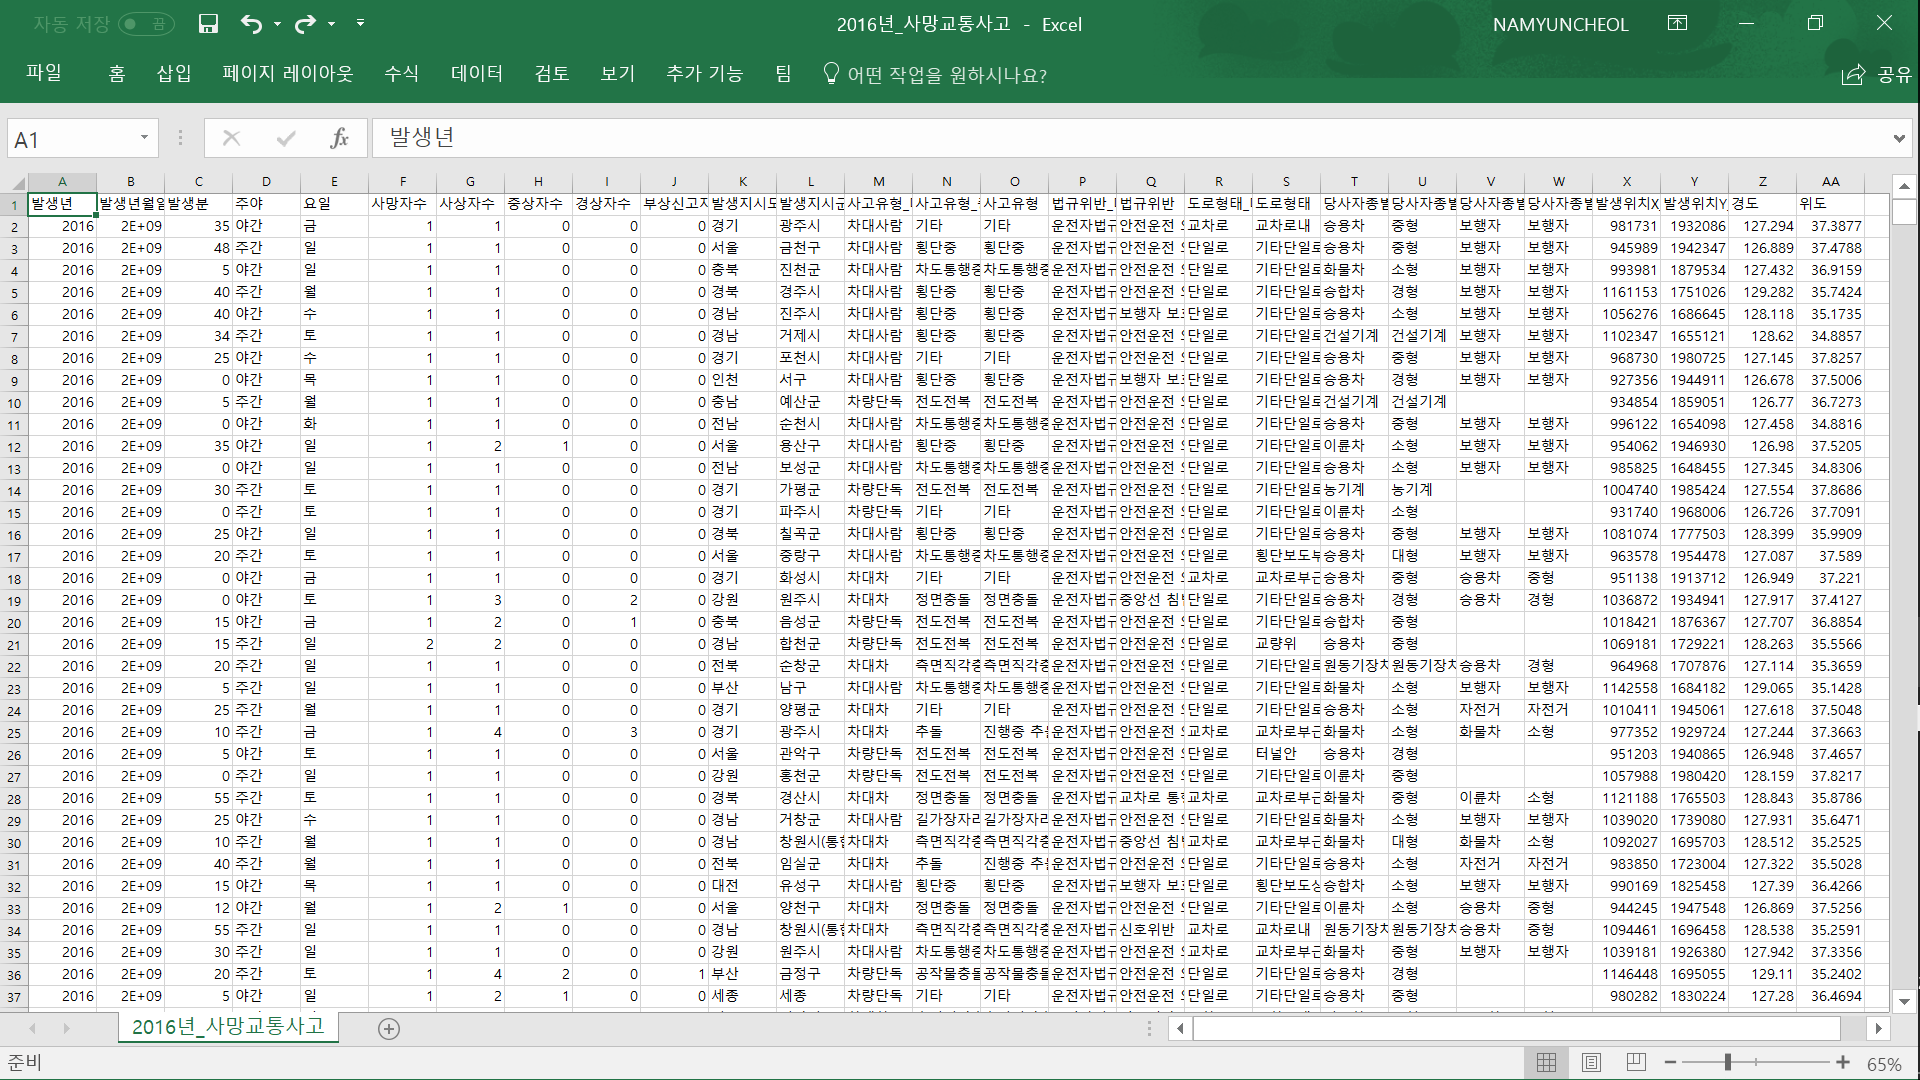 자동 저장 끔 2016년_사망교통사고 - Excel NAMYUNCHEOL
파일 홈 삽입 페이지 레이아웃 수식 데이터 검토 보기 추가 기능 팀 어떤 작업을 원하시나요? 공유
A1 fx 발생년
A B C D E F G H I J K L M N O P Q R S T U V W X Y Z AA
1 발생년 발생년월일 발생분 주야 요일 사망자수 사상자수 중상자수 경상자수 부상신고자 발생지시도 발생지시군 사고유형_ 사고유형_ 사고유형 법규위반_ 법규위반 도로형태_ 도로형태 당사자종별 당사자종별 당사자종별 당사자종별 발생위치X_ 발생위치Y_ 경도 위도
2 2016 2E+09 35 야간 금 1 1 0 0 0 경기 광주시 차대사람 기타 기타 운전자법규 안전운전 교차로 교차로내 승용차 중형 보행자 보행자 981731 1932086 127.294 37.3877
3 2016 2E+09 48 주간 일 1 1 0 0 0 서울 금천구 차대사람 횡단중 횡단중 운전자법규 안전운전 단일로 기타단일로 승용차 소형 보행자 보행자 945989 1942347 126.889 37.4788
4 2016 2E+09 5 야간 일 1 1 0 0 0 충북 진천군 차대사람 차도통행중 차도통행중 운전자법규 안전운전 단일로 기타단일로 화물차 소형 보행자 보행자 993981 1879534 127.432 36.9159
5 2016 2E+09 40 주간 월 1 1 0 0 0 경북 경주시 차대사람 횡단중 횡단중 운전자법규 안전운전 단일로 기타단일로 승합차 경형 보행자 보행자 1161153 1751026 129.282 35.7424
6 2016 2E+09 40 야간 수 1 1 0 0 0 경남 진주시 차대사람 횡단중 횡단중 운전자법규 보행자 보호 단일로 기타단일로 승용차 소형 보행자 보행자 1056276 1686645 128.118 35.1735
7 2016 2E+09 34 주간 토 1 1 0 0 0 경남 거제시 차대사람 횡단중 횡단중 운전자법규 안전운전 단일로 기타단일로 건설기계 건설기계 보행자 보행자 1102347 1655121 128.62 34.8857
8 2016 2E+09 25 야간 수 1 1 0 0 0 경기 포천시 차대사람 기타 기타 운전자법규 안전운전 단일로 기타단일로 승용차 중형 보행자 보행자 968730 1980725 127.145 37.8257
9 2016 2E+09 0 야간 목 1 1 0 0 0 인천 서구 차대사람 횡단중 횡단중 운전자법규 보행자 보호 단일로 기타단일로 승용차 경형 보행자 보행자 927356 1944911 126.678 37.5006
10 2016 2E+09 5 주간 월 1 1 0 0 0 충남 예산군 차량단독 전도전복 전도전복 운전자법규 안전운전 단일로 기타단일로 건설기계 건설기계 934854 1859051 126.77 36.7273
11 2016 2E+09 0 야간 화 1 1 0 0 0 전남 순천시 차대사람 차도통행중 차도통행중 운전자법규 안전운전 단일로 기타단일로 승용차 중형 보행자 보행자 996122 1654098 127.458 34.8816
12 2016 2E+09 35 야간 일 1 2 1 0 0 서울 용산구 차대사람 횡단중 횡단중 운전자법규 안전운전 단일로 기타단일로 이륜차 소형 보행자 보행자 954062 1946930 126.98 37.5205
13 2016 2E+09 0 야간 일 1 1 0 0 0 전남 보성군 차대사람 차도통행중 차도통행중 운전자법규 안전운전 단일로 기타단일로 승용차 소형 보행자 보행자 985825 1648455 127.345 34.8306
14 2016 2E+09 30 주간 토 1 1 0 0 0 경기 가평군 차량단독 전도전복 전도전복 운전자법규 안전운전 단일로 기타단일로 농기계 농기계 1004740 1985424 127.554 37.8686
15 2016 2E+09 0 주간 토 1 1 0 0 0 경기 파주시 차량단독 기타 기타 운전자법규 안전운전 단일로 기타단일로 이륜차 소형 931740 1968006 126.726 37.7091
16 2016 2E+09 25 야간 일 1 1 0 0 0 경북 칠곡군 차대사람 횡단중 횡단중 운전자법규 안전운전 단일로 기타단일로 승용차 중형 보행자 보행자 1081074 1777503 128.399 35.9909
17 2016 2E+09 20 주간 토 1 1 0 0 0 서울 중랑구 차대사람 차도통행중 차도통행중 운전자법규 안전운전 단일로 횡단보도부 승용차 대형 보행자 보행자 963578 1954478 127.087 37.589
18 2016 2E+09 0 야간 금 1 1 0 0 0 경기 화성시 차대차 기타 기타 운전자법규 안전운전 교차로 교차로부근 승용차 중형 승용차 중형 951138 1913712 126.949 37.221
19 2016 2E+09 0 야간 토 1 3 0 2 0 강원 원주시 차대차 정면충돌 정면충돌 운전자법규 중앙선 침범 단일로 기타단일로 승용차 경형 승용차 경형 1036872 1934941 127.917 37.4127
20 2016 2E+09 15 야간 금 1 2 0 1 0 충북 음성군 차량단독 전도전복 전도전복 운전자법규 안전운전 단일로 기타단일로 승합차 중형 1018421 1876367 127.707 36.8854
21 2016 2E+09 15 주간 일 2 2 0 0 0 경남 합천군 차량단독 전도전복 전도전복 운전자법규 안전운전 단일로 교량위 승용차 중형 1069181 1729221 128.263 35.5566
22 2016 2E+09 20 주간 일 1 1 0 0 0 전북 순창군 차대차 측면직각충 측면직각충 운전자법규 안전운전 단일로 기타단일로 원동기장치 원동기장치 승용차 경형 964968 1707876 127.114 35.3659
23 2016 2E+09 5 주간 일 1 1 0 0 0 부산 남구 차대사람 차도통행중 차도통행중 운전자법규 안전운전 단일로 기타단일로 화물차 소형 보행자 보행자 1142558 1684182 129.065 35.1428
24 2016 2E+09 25 주간 월 1 1 0 0 0 경기 양평군 차대차 기타 기타 운전자법규 안전운전 단일로 기타단일로 승용차 소형 자전거 자전거 1010411 1945061 127.618 37.5048
25 2016 2E+09 10 주간 금 1 4 0 3 0 경기 광주시 차대차 추돌 진행중 추돌 운전자법규 안전운전 교차로 교차로부근 화물차 소형 화물차 소형 977352 1929724 127.244 37.3663
26 2016 2E+09 5 야간 토 1 1 0 0 0 서울 관악구 차량단독 전도전복 전도전복 운전자법규 안전운전 단일로 터널안 승용차 경형 951203 1940865 126.948 37.4657
27 2016 2E+09 0 주간 일 1 1 0 0 0 강원 홍천군 차량단독 전도전복 전도전복 운전자법규 안전운전 단일로 기타단일로 이륜차 중형 1057988 1980420 128.159 37.8217
28 2016 2E+09 55 주간 토 1 1 0 0 0 경북 경산시 차대차 정면충돌 정면충돌 운전자법규 교차로 통행 교차로 교차로부근 화물차 중형 이륜차 소형 1121188 1765503 128.843 35.8786
29 2016 2E+09 25 야간 수 1 1 0 0 0 경남 거창군 차대사람 길가장자리 길가장자리 운전자법규 안전운전 단일로 기타단일로 화물차 소형 보행자 보행자 1039020 1739080 127.931 35.6471
30 2016 2E+09 10 주간 월 1 1 0 0 0 경남 창원시(통합 차대차 측면직각충 측면직각충 운전자법규 중앙선 침범 교차로 교차로부근 화물차 대형 화물차 소형 1092027 1695703 128.512 35.2525
31 2016 2E+09 40 주간 월 1 1 0 0 0 전북 임실군 차대차 추돌 진행중 추돌 운전자법규 안전운전 단일로 기타단일로 승용차 소형 자전거 자전거 983850 1723004 127.322 35.5028
32 2016 2E+09 15 야간 목 1 1 0 0 0 대전 유성구 차대사람 횡단중 횡단중 운전자법규 보행자 보호 단일로 횡단보도상 승합차 소형 보행자 보행자 990169 1825458 127.39 36.4266
33 2016 2E+09 12 야간 월 1 2 1 0 0 서울 양천구 차대차 정면충돌 정면충돌 운전자법규 안전운전 단일로 기타단일로 이륜차 소형 승용차 중형 944245 1947548 126.869 37.5256
34 2016 2E+09 55 주간 일 1 1 0 0 0 경남 창원시(통합 차대차 측면직각충 측면직각충 운전자법규 신호위반 교차로 교차로내 원동기장치 원동기장치 승용차 중형 1094461 1696458 128.538 35.2591
35 2016 2E+09 30 주간 일 1 1 0 0 0 강원 원주시 차대사람 차도통행중 차도통행중 운전자법규 안전운전 교차로 교차로부근 화물차 중형 보행자 보행자 1039181 1926380 127.942 37.3356
36 2016 2E+09 20 주간 토 1 4 2 0 1 부산 금정구 차량단독 공작물충돌 공작물충돌 운전자법규 안전운전 단일로 기타단일로 승용차 경형 1146448 1695055 129.11 35.2402
37 2016 2E+09 5 야간 일 1 2 1 0 0 세종 세종 차량단독 기타 기타 운전자법규 안전운전 단일로 기타단일로 승용차 중형 980282 1830224 127.28 36.4694
2016년_사망교통사고
준비 65%